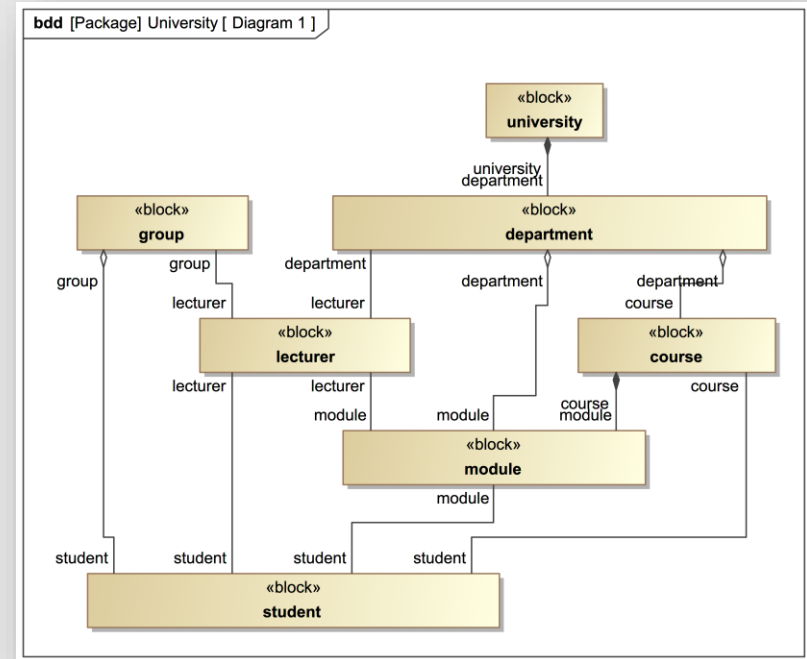 bdd [Package] University [ Diagram 1 ]
«block»
university
university
department
«block»
group
«block»
department
group
group
department
department
department
lecturer
lecturer
course
«block»
lecturer
«block»
course
lecturer
lecturer
course
course
module
module
module
«block»
module
module
student
student
student
student
«block»
student